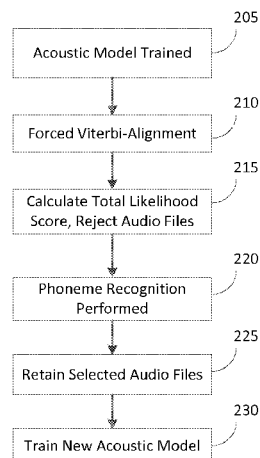 205
Acoustic Model Trained
210
Forced Viterbi-Alignment
215
Calculate Total Likelihood
Score, Reject Audio Files
220
Phoneme Recognition
Performed
225
Retain Selected Audio Files
230
Train New Acoustic Model